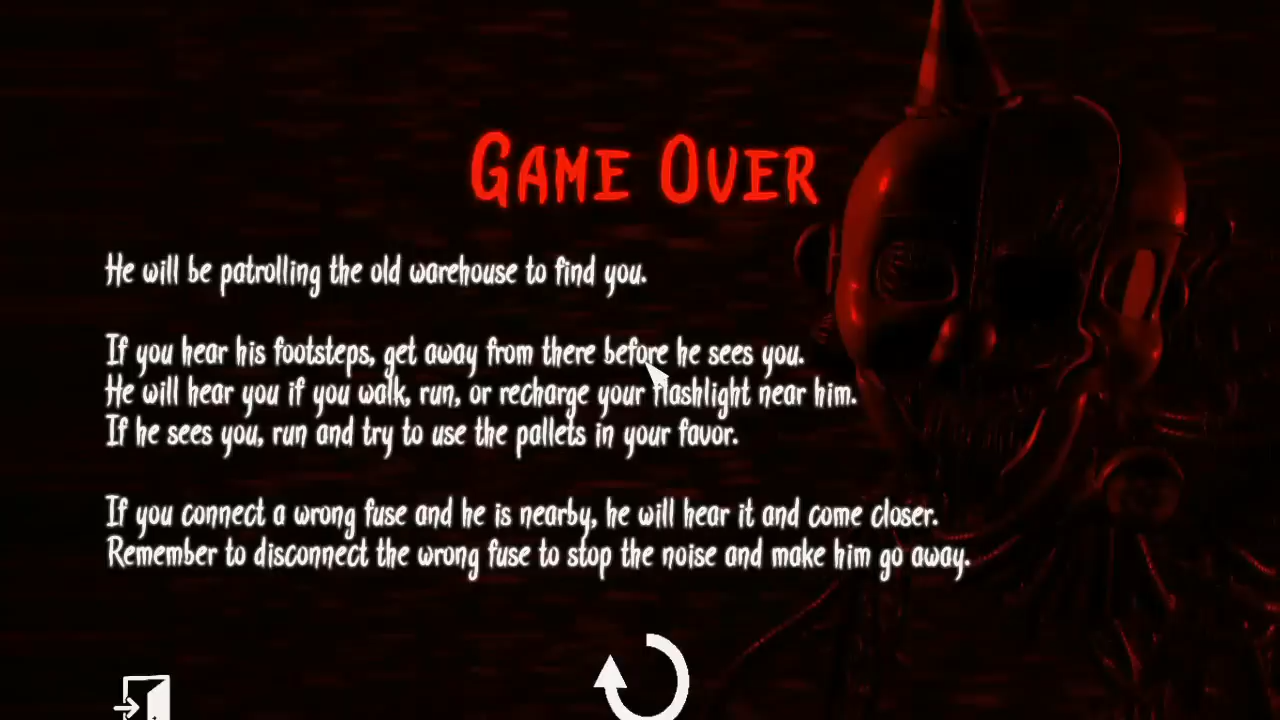 GAME OVER
He will be patrolling the old warehouse to find you.
If you hear his footsteps, get away from there before he sees you.
He will hear you if you walk, run, or recharge your flashlight near him.
If he sees you, run and try to use the pallets in your favor.
If you connect a wrong fuse and he is nearby, he will hear it and come closer.
Remember to disconnect the wrong fuse to stop the noise and make him go away.